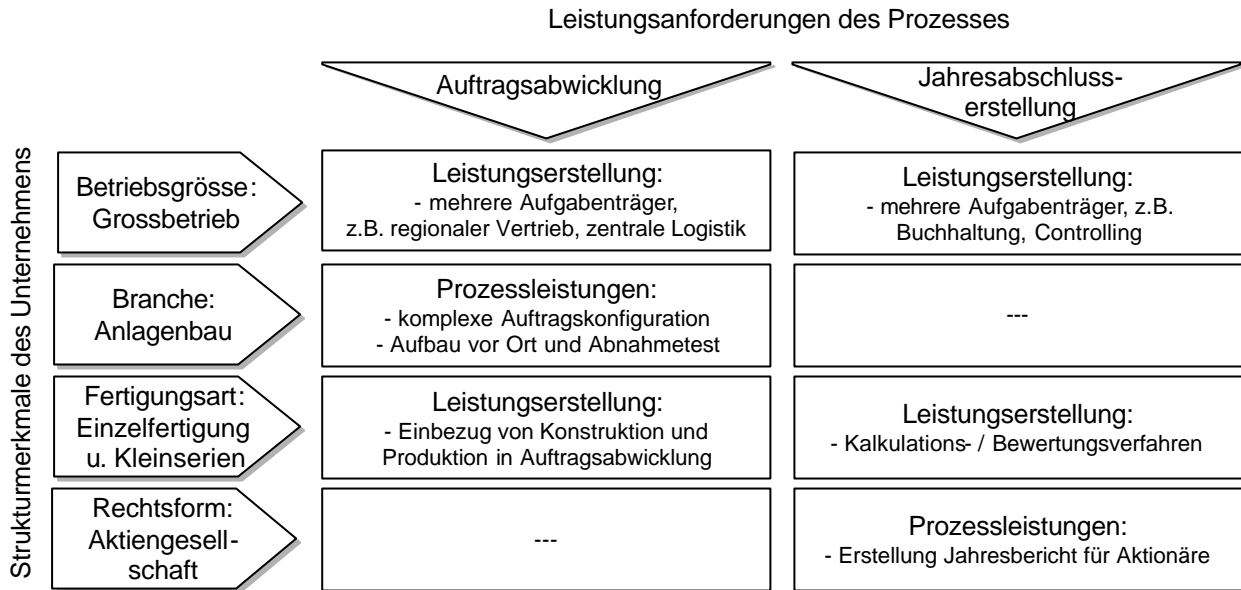 Leistungsanforderungen des Prozesses
Auftragsabwicklung
Jahresabschluss-
erstellung
Strukturmerkmale des Unternehmens
Betriebsgrösse:
Grossbetrieb
Leistungserstellung:
- mehrere Aufgabenträger,
z.B. regionaler Vertrieb, zentrale Logistik
Leistungserstellung:
- mehrere Aufgabenträger, z.B.
Buchhaltung, Controlling
Branche:
Anlagenbau
Prozessleistungen:
- komplexe Auftragskonfiguration
- Aufbau vor Ort und Abnahmetest
---
Fertigungsart:
Einzelfertigung
u. Kleinserien
Leistungserstellung:
- Einbezug von Konstruktion und
Produktion in Auftragsabwicklung
Leistungserstellung:
- Kalkulations- / Bewertungsverfahren
Rechtsform:
Aktiengesell-
schaft
---
Prozessleistungen:
- Erstellung Jahresbericht für Aktionäre